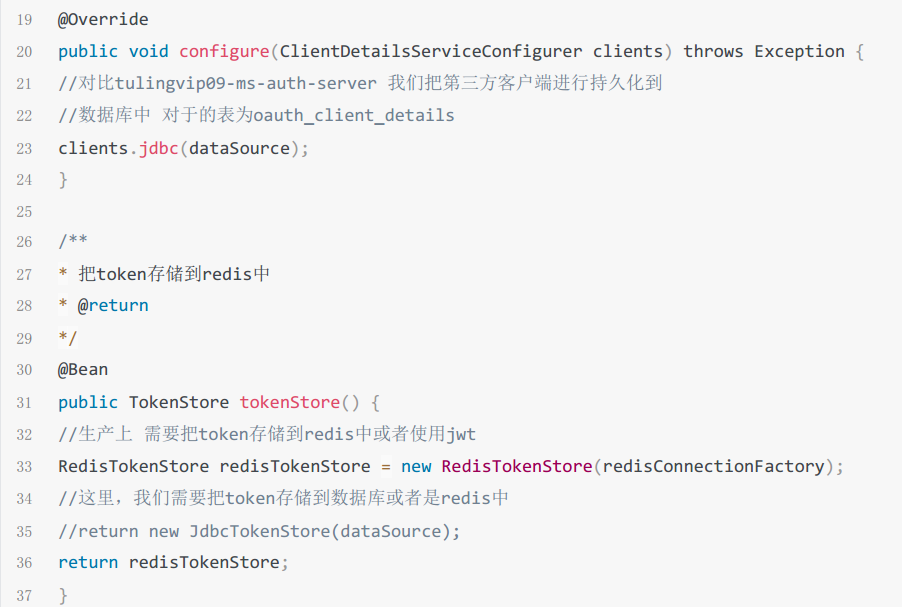 19 @Override
20 public void configure(ClientDetailsServiceConfigurer clients) throws Exception {
21 //对比tulingvip09-ms-auth-server 我们把第三方客户端进行持久化到
22 //数据库中 对于的表为oauth_client_details
23 clients.jdbc(dataSource);
24 }
25
26 /**
27 * 把token存储到redis中
28 * @return
29 */
30 @Bean
31 public TokenStore tokenStore() {
32 //生产上 需要把token存储到redis中或者使用jwt
33 RedisTokenStore redisTokenStore = new RedisTokenStore(redisConnectionFactory);
34 //这里，我们需要把token存储到数据库或者是redis中
35 //return new JdbcTokenStore(dataSource);
36 return redisTokenStore;
37 }